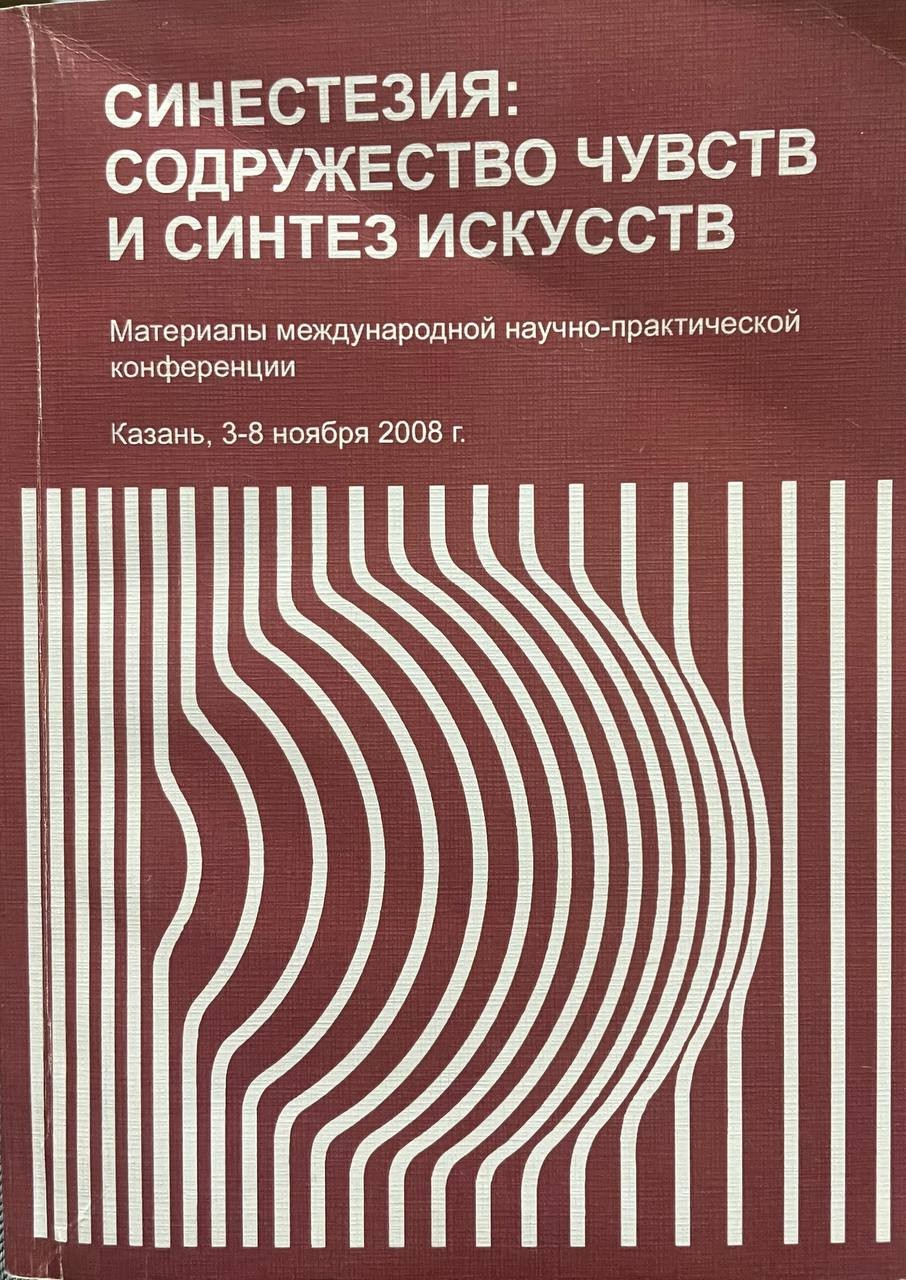 СИНЕСТЕЗИЯ:
СОДРУЖЕСТВО ЧУВСТВ
И СИНТЕЗ ИСКУССТВ
Материалы международной научно-практической
конференции
Казань, 3-8 ноября 2008 г.